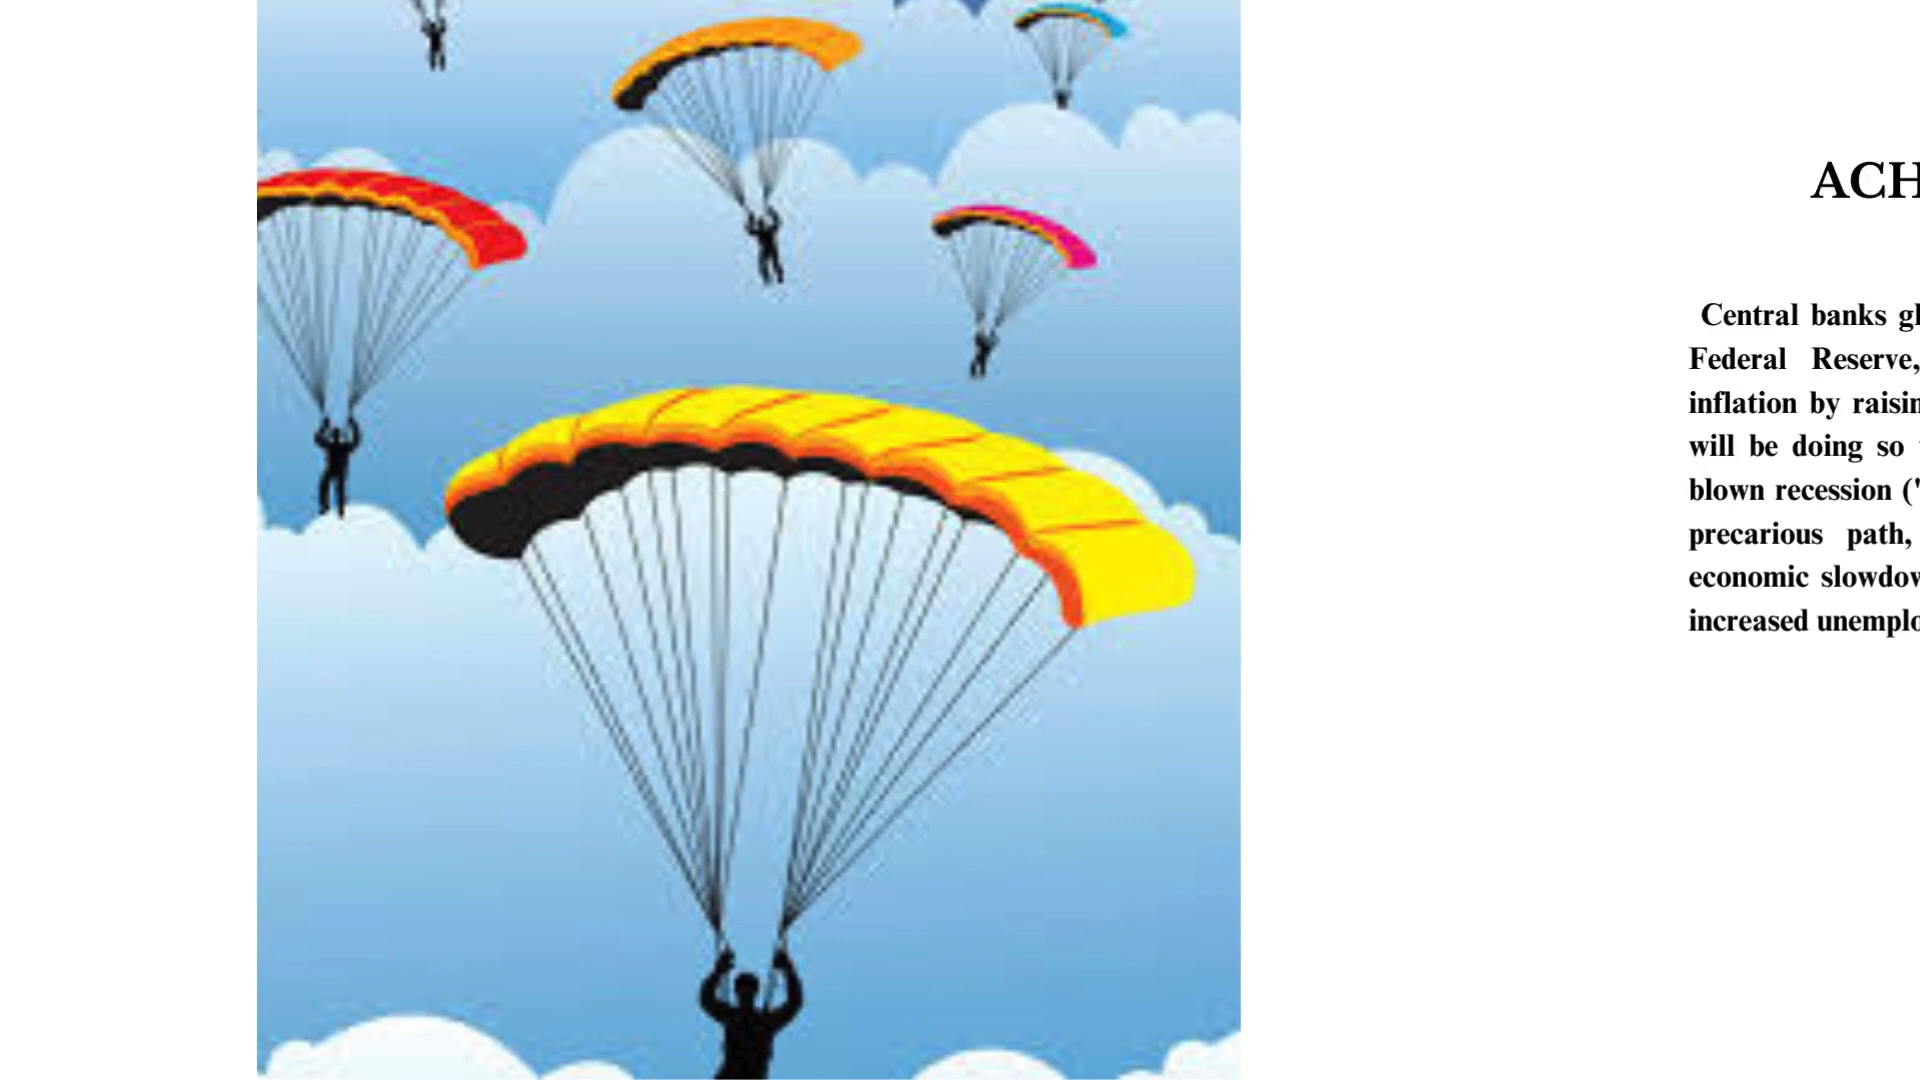 ACH
Central banks gl
Federal Reserve,
inflation by raisin
will be doing so
blown recession ("
precarious path,
economic slowdow
increased unemplo